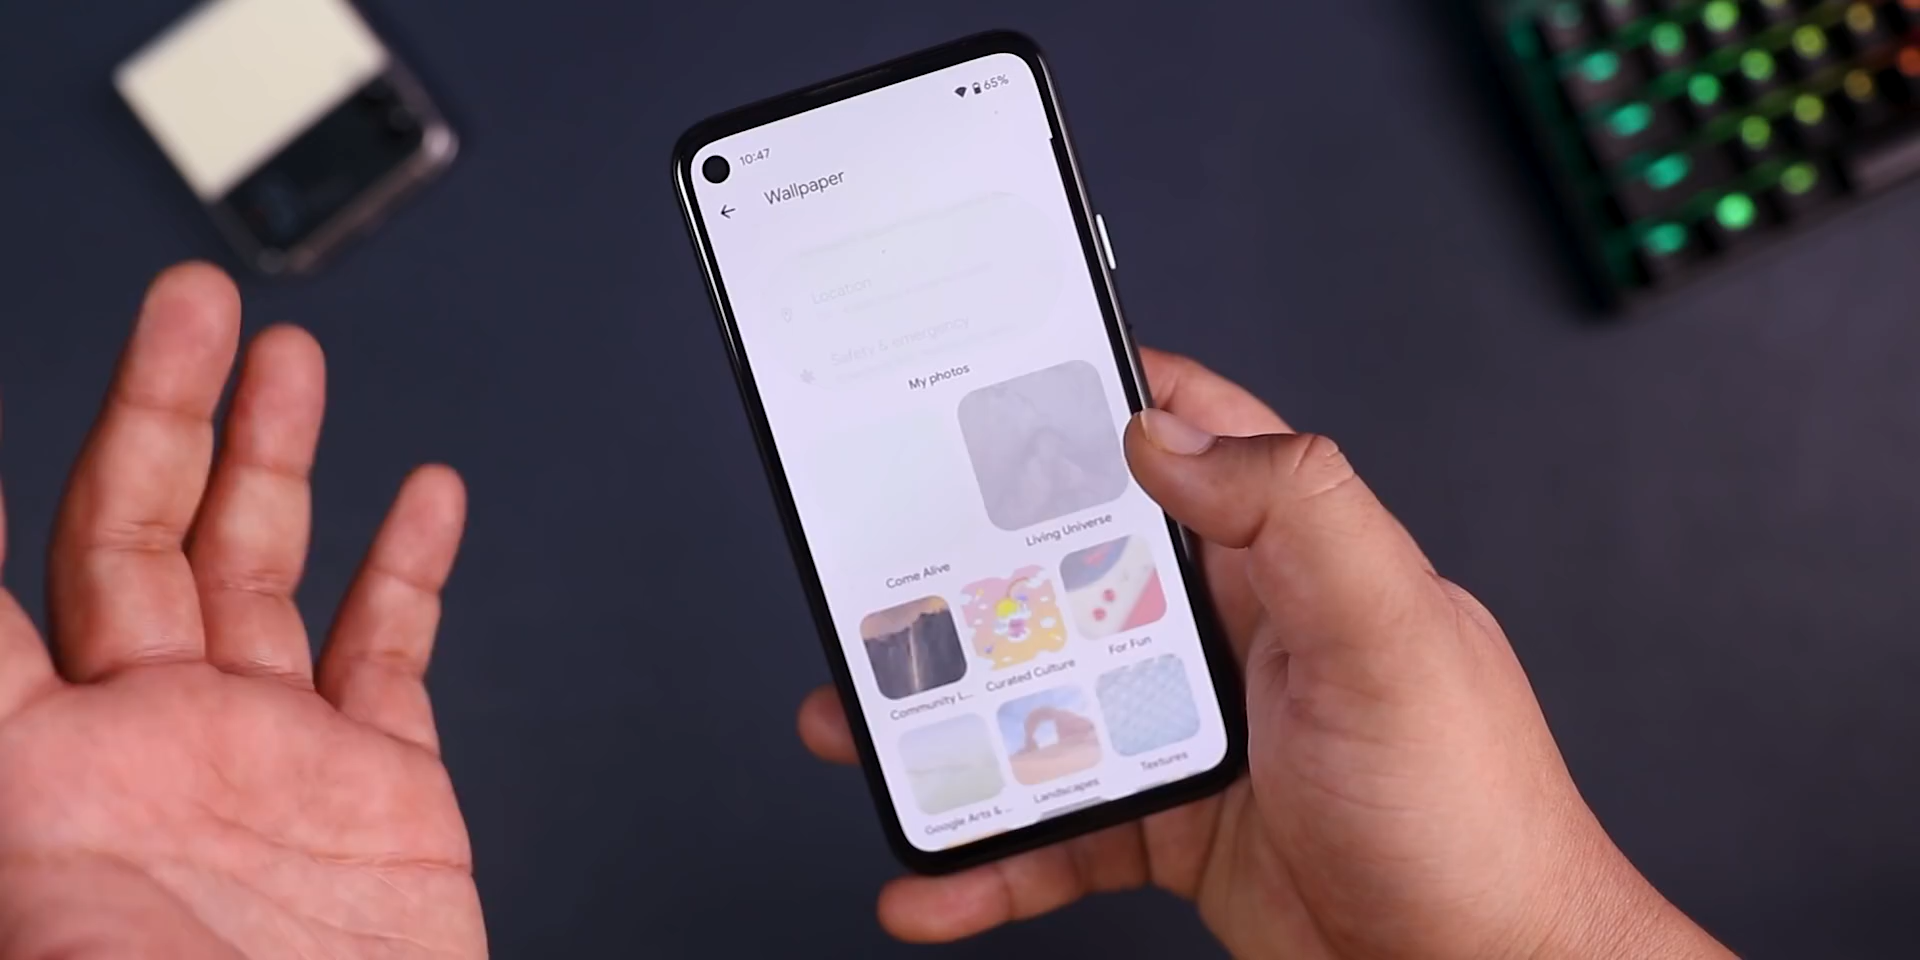 10:47
65%
Wallpaper
Location
Safety & emergency
My photos
Living Universe
Come Alive
Community L...
Curated Culture
For Fun
Google Arts & ...
Landscapes
Textures